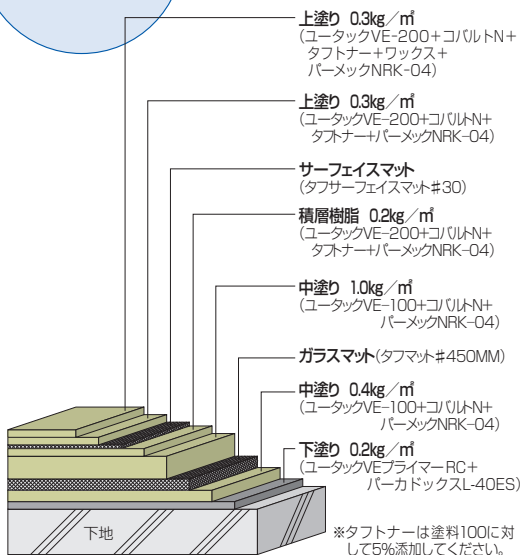 上塗り 0.3kg／㎡
（ユータックVE-200＋コバルトN＋
タフトナー＋ワックス＋
パーメックNRK-04）
上塗り 0.3kg／㎡
（ユータックVE-200＋コバルトN＋
タフトナー＋パーメックNRK-04）
サーフェイスマット
（タフサーフェイスマット＃30）
積層樹脂 0.2kg／㎡
（ユータックVE-200＋コバルトN＋
タフトナー＋パーメックNRK-04）
中塗り 1.0kg／㎡
（ユータックVE-100＋コバルトN＋
パーメックNRK-04）
ガラスマット（タフマット＃450MM）
中塗り 0.4kg／㎡
（ユータックVE-100＋コバルトN＋
パーメックNRK-04）
下塗り 0.2kg／㎡
（ユータックVEプライマーRC＋
パーカドックスL-40ES）
下地
※タフトナーは塗料100に対
して5%添加してください。